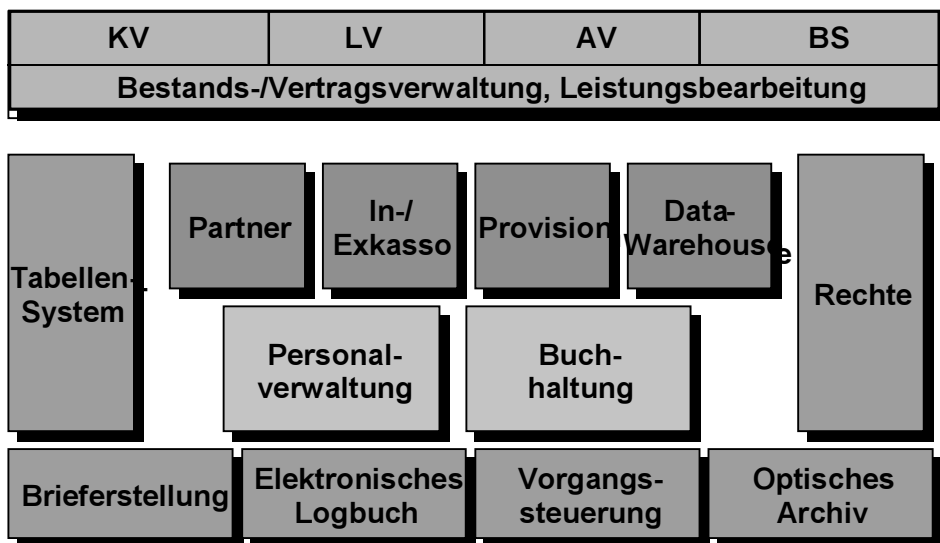 KV LV AV BS
Bestands-/Vertragsverwaltung, Leistungsbearbeitung
Tabellen-
System
Partner
In-/
Exkasso
Provision
Data-
Warehouse
Rechte
Personal-
verwaltung
Buch-
haltung
Brieferstellung
Elektronisches
Logbuch
Vorgangs-
steuerung
Optisches
Archiv